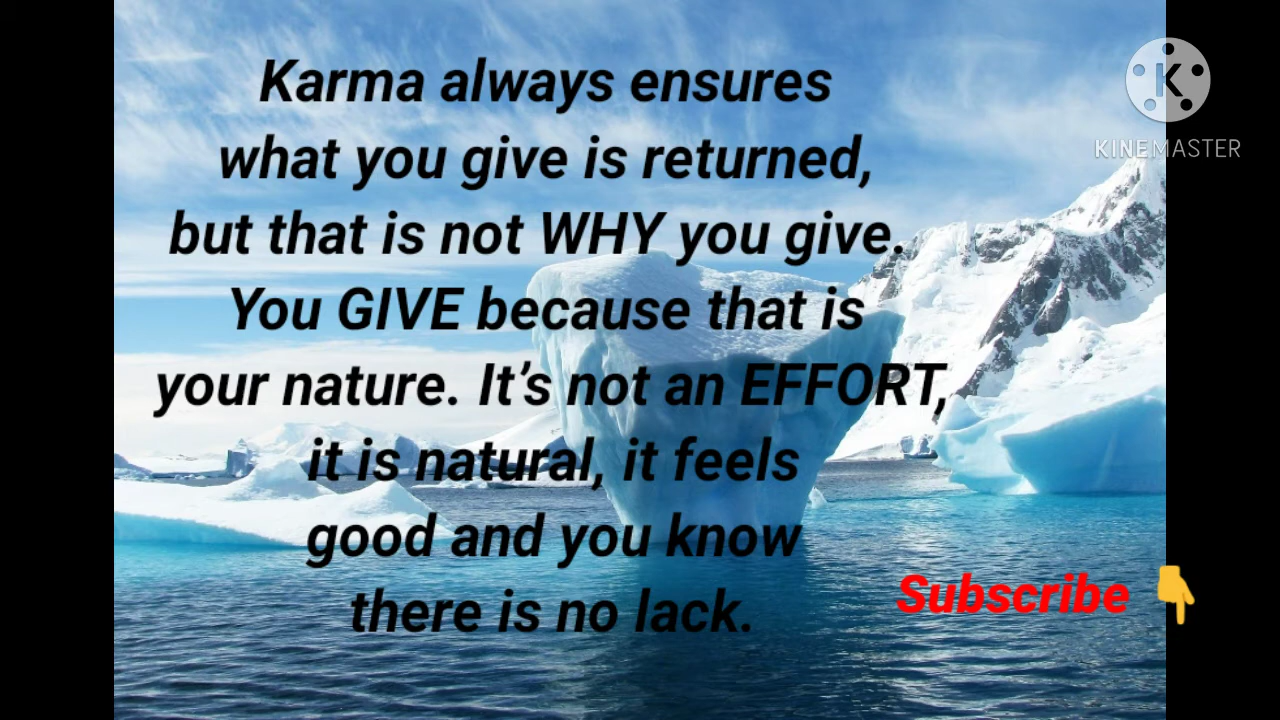 Karma always ensures
what you give is returned,
but that is not WHY you give.
You GIVE because that is
your nature. It’s not an EFFORT,
it is natural, it feels
good and you know
there is no lack.
Subscribe 👇
K
KINEMASTER